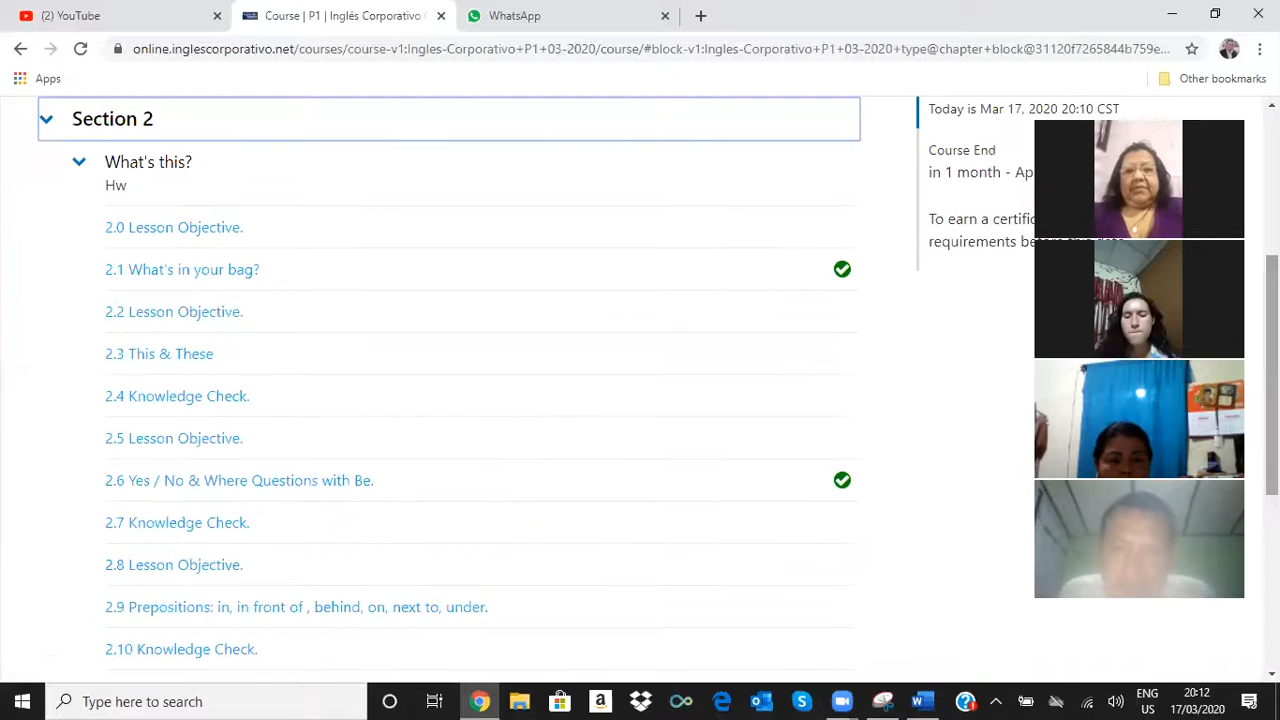 (2) YouTube
Course | P1 | Inglés Corporativo
WhatsApp
online.inglescorporativo.net/courses/course-v1:Ingles-Corporativo+P1+03-2020/course/#block-v1:Ingles-Corporativo+P1+03-2020+type@chapter+block@31120f7265844b759e...
Apps
Other bookmarks
Section 2
What's this?
Hw
2.0 Lesson Objective.
2.1 What's in your bag?
2.2 Lesson Objective.
2.3 This & These
2.4 Knowledge Check.
2.5 Lesson Objective.
2.6 Yes / No & Where Questions with Be.
2.7 Knowledge Check.
2.8 Lesson Objective.
2.9 Prepositions: in, in front of , behind, on, next to, under.
2.10 Knowledge Check.
Today is Mar 17, 2020 20:10 CST
Course End
in 1 month - Ap
To earn a certific
requirements
Type here to search
ENG
US
20:12
17/03/2020